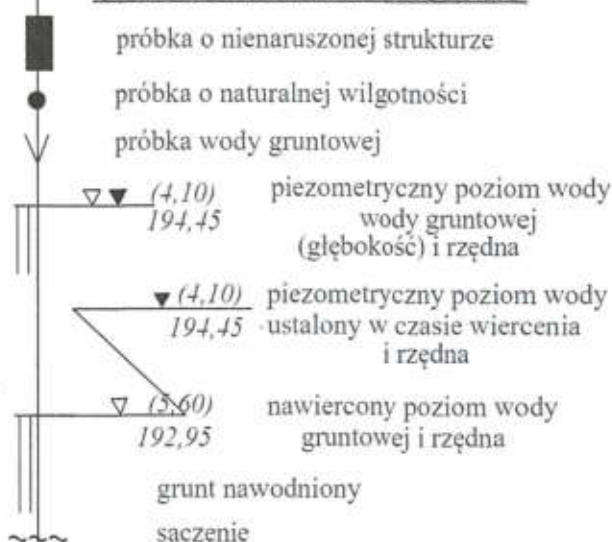 próbka o nienaruszonej strukturze
próbka o naturalnej wilgotności
próbka wody gruntowej
(4,10) piezometryczny poziom wody
194,45 wody gruntowej
(głębokość) i rzędna
(4,10) piezometryczny poziom wody
194,45 ustalony w czasie wiercenia
i rzędna
(5,60) nawiercony poziom wody
192,95 gruntowej i rzędna
grunt nawodniony
sączenie